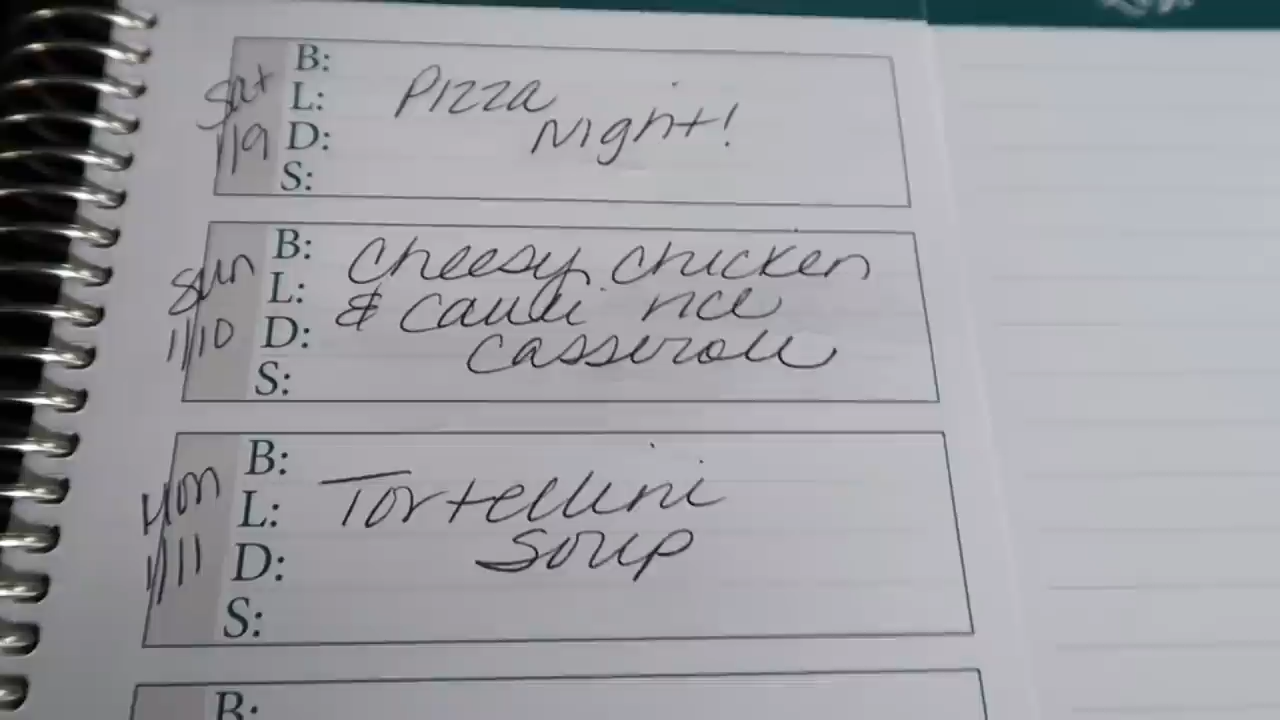 Sat
1/9
B:
L:
D:
S:
Pizza
Night!
Sun
1/10
B:
L:
D:
S:
Cheesy chicken
& cauli rice
casserole
Mon
1/11
B:
L:
D:
S:
Tortellini
Soup
B: